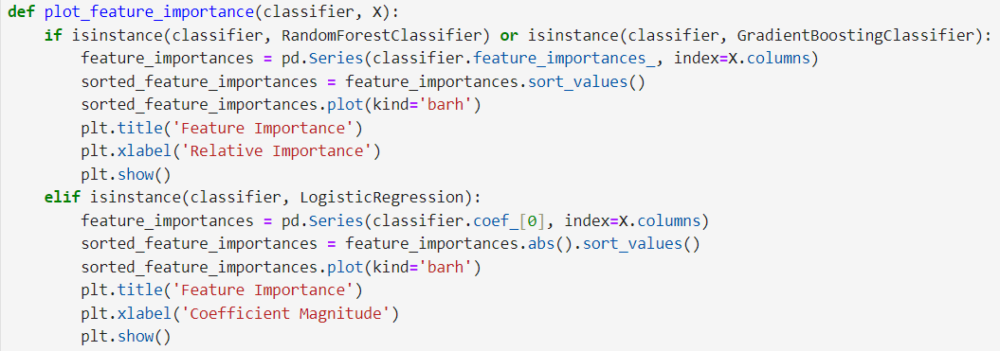 def plot_feature_importance(classifier, X):
    if isinstance(classifier, RandomForestClassifier) or isinstance(classifier, GradientBoostingClassifier):
        feature_importances = pd.Series(classifier.feature_importances_, index=X.columns)
        sorted_feature_importances = feature_importances.sort_values()
        sorted_feature_importances.plot(kind='barh')
        plt.title('Feature Importance')
        plt.xlabel('Relative Importance')
        plt.show()
    elif isinstance(classifier, LogisticRegression):
        feature_importances = pd.Series(classifier.coef_[0], index=X.columns)
        sorted_feature_importances = feature_importances.abs().sort_values()
        sorted_feature_importances.plot(kind='barh')
        plt.title('Feature Importance')
        plt.xlabel('Coefficient Magnitude')
        plt.show()